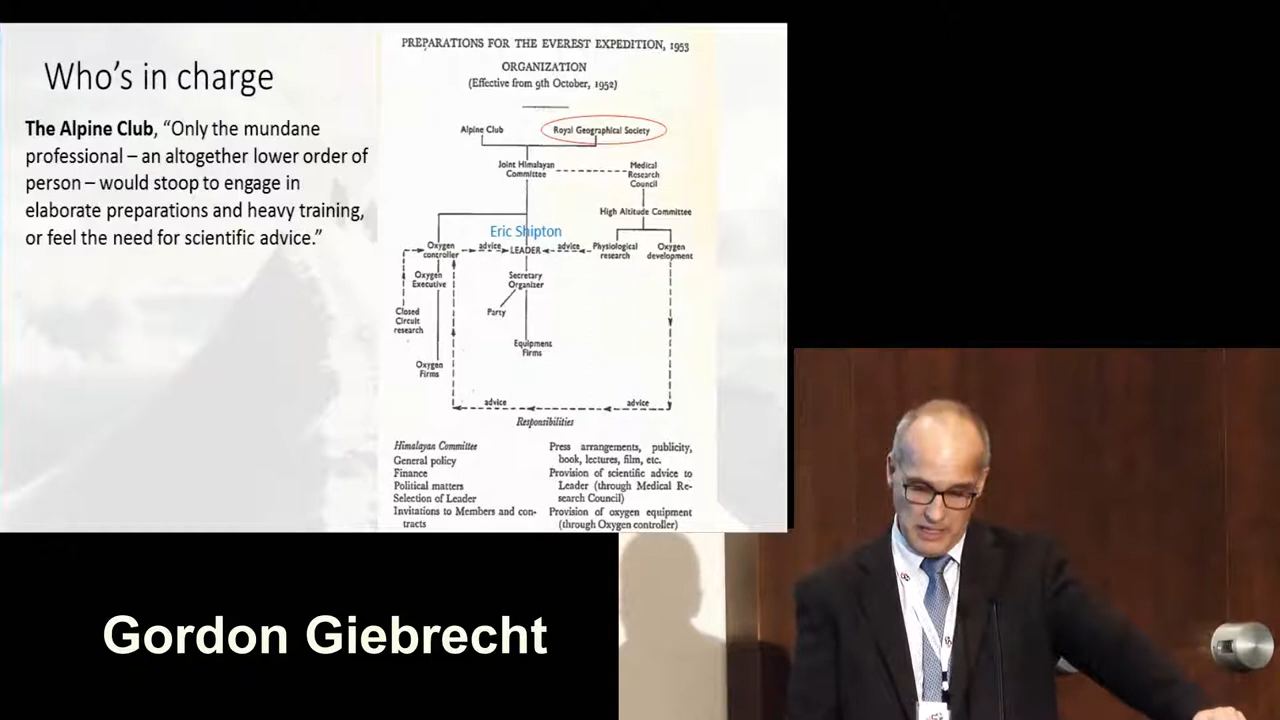 Who's in charge
The Alpine Club, “Only the mundane
professional – an altogether lower order of
person – would stoop to engage in
elaborate preparations and heavy training,
or feel the need for scientific advice.”
PREPARATIONS FOR THE EVEREST EXPEDITION, 1953
ORGANIZATION
(Effective from 9th October, 1952)
Alpine Club
Royal Geographical Society
Joint Himalayan
Committee
Medical
Research
Council
High Altitude Committee
Eric Shipton
Oxygen
controller
advice
LEADER
advice
Physiological
research
Oxygen
development
Oxygen
Executive
Secretary
Organizer
Closed
Circuit
research
Party
Equipment
Firms
Oxygen
Firms
advice
advice
Responsibilities
Himalayan Committee
General policy
Finance
Political matters
Selection of Leader
Invitations to Members and con-
tracts
Press arrangements, publicity,
book, lectures, film, etc.
Provision of scientific advice to
Leader (through Medical Re-
search Council)
Provision of oxygen equipment
(through Oxygen controller)
Gordon Giebrecht